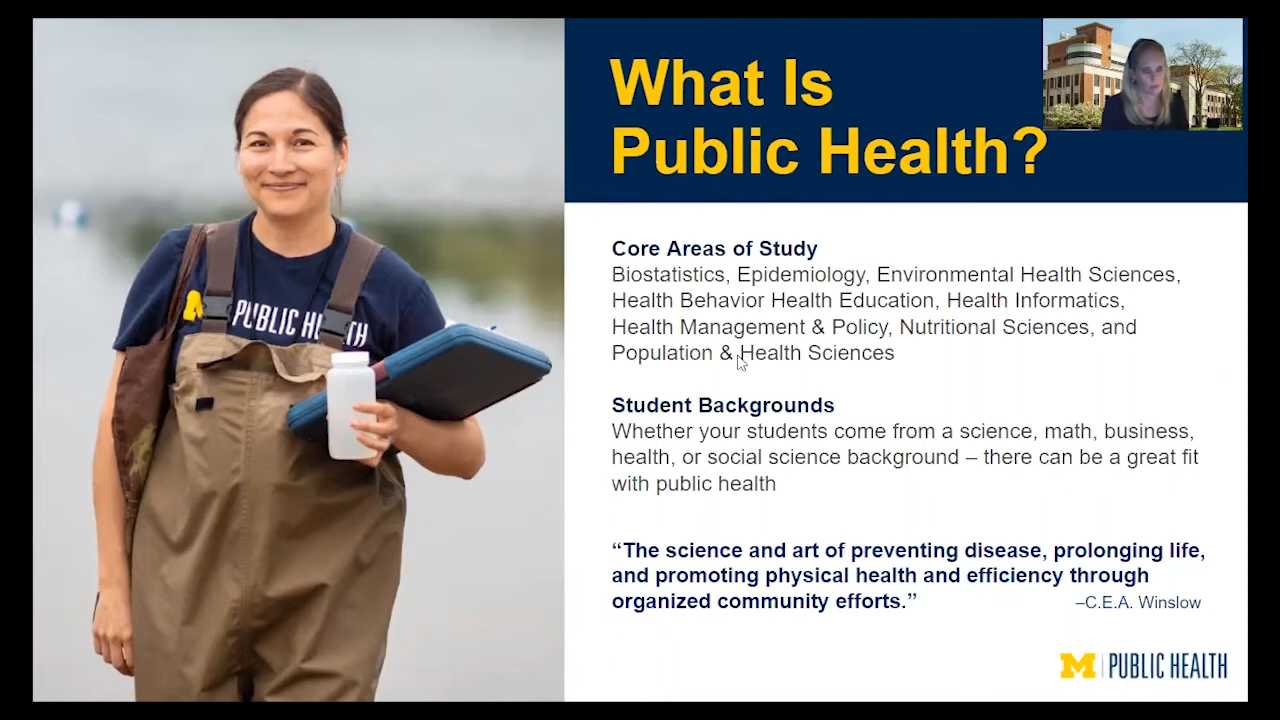 What Is
Public Health?
Core Areas of Study
Biostatistics, Epidemiology, Environmental Health Sciences,
Health Behavior Health Education, Health Informatics,
Health Management & Policy, Nutritional Sciences, and
Population & Health Sciences
Student Backgrounds
Whether your students come from a science, math, business,
health, or social science background – there can be a great fit
with public health
“The science and art of preventing disease, prolonging life,
and promoting physical health and efficiency through
organized community efforts.”
–C.E.A. Winslow
M | PUBLIC HEALTH
M PUBLIC HEALTH